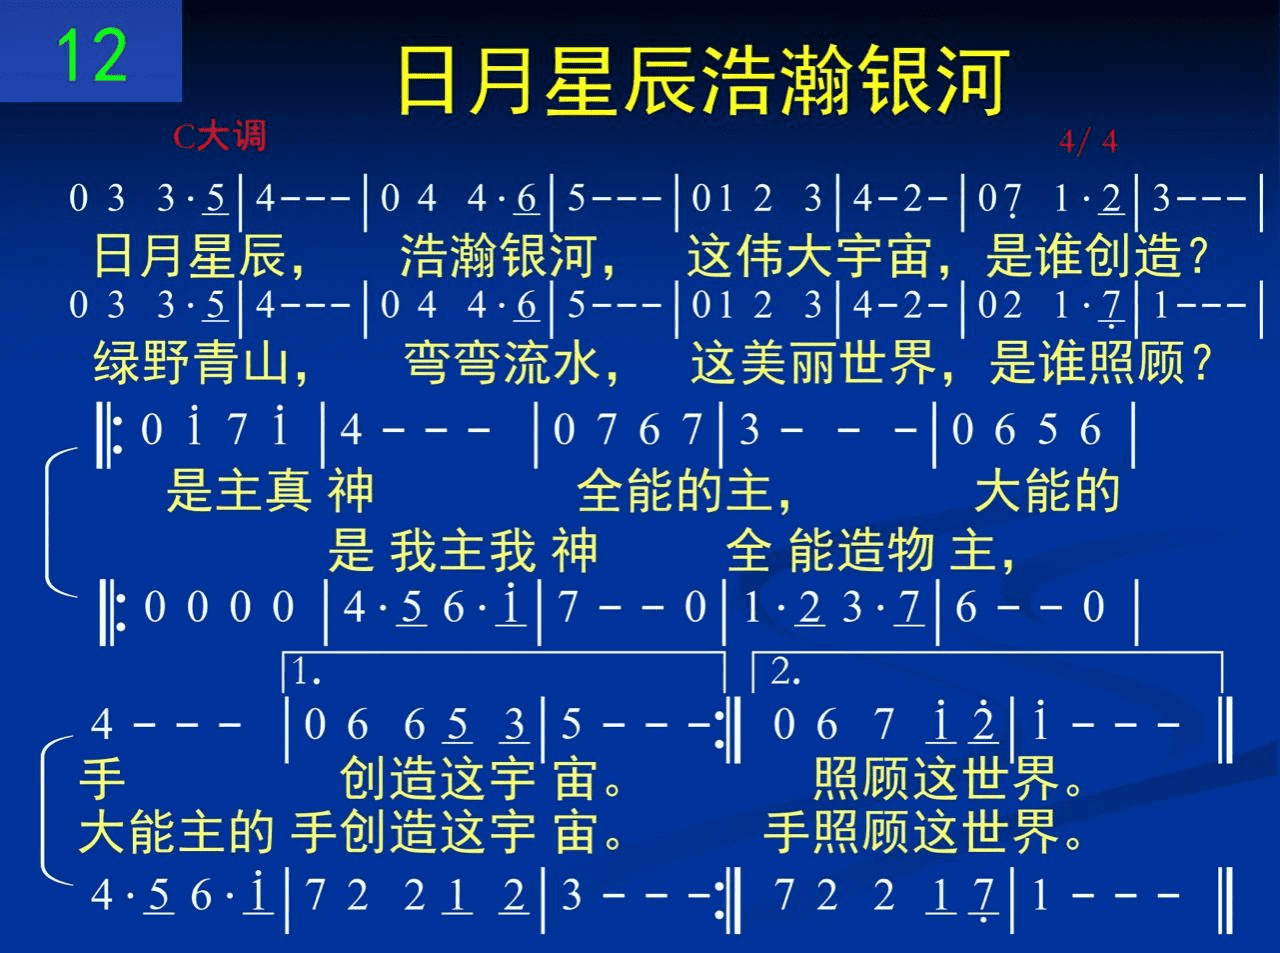 12
日月星辰浩瀚银河
C大调 4/ 4
0 3 3·5|4---|0 4 4·6|5---|01 2 3|4-2-|07̣ 1·2|3---|
日月星辰， 浩瀚银河， 这伟大宇宙，是谁创造？
0 3 3·5|4---|0 4 4·6|5---|01 2 3|4-2-|02 1·7̣|1---|
绿野青山， 弯弯流水， 这美丽世界，是谁照顾？
‖: 0 1̇ 7 1̇ |4 - - - |0 7 6 7|3 - - -|0 6 5 6 |
是主真 神 全能的主， 大能的
是 我主我 神 全 能造物 主，
‖: 0 0 0 0 |4·5 6·1̇|7 - - 0|1·2 3·7|6 - - 0 |
1. 2.
4 - - - |0 6 6 5 3|5 - - -:‖ 0 6 7 1̇ 2̇|1̇ - - - ‖
手 创造这宇 宙。 照顾这世界。
大能主的 手创造这宇 宙。 手照顾这世界。
4·5 6·1̇|7 2 2 1 2|3 - - -:‖ 7 2 2 1 7̣|1 - - - ‖